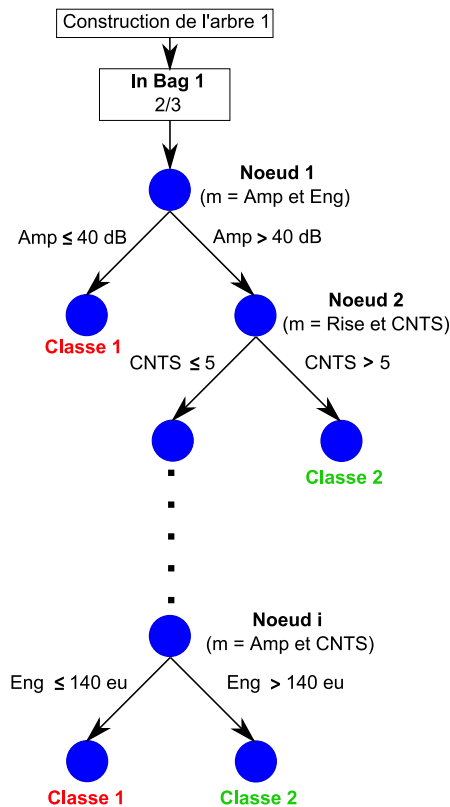 Construction de l'arbre 1
In Bag 1
2/3
Noeud 1
(m = Amp et Eng)
Amp ≤ 40 dB
Amp > 40 dB
Noeud 2
(m = Rise et CNTS)
Classe 1
CNTS ≤ 5
CNTS > 5
Classe 2
Noeud i
(m = Amp et CNTS)
Eng ≤ 140 eu
Eng > 140 eu
Classe 1
Classe 2